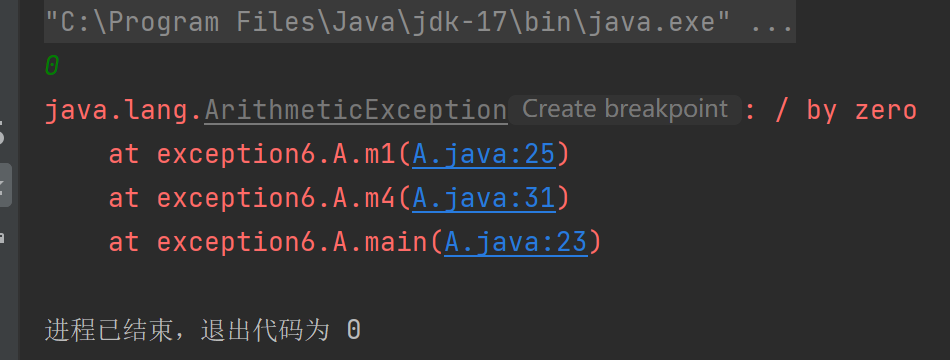 "C:\Program Files\Java\jdk-17\bin\java.exe" ...
0
java.lang.ArithmeticException Create breakpoint : / by zero
at exception6.A.m1(A.java:25)
at exception6.A.m4(A.java:31)
at exception6.A.main(A.java:23)
进程已结束，退出代码为 0